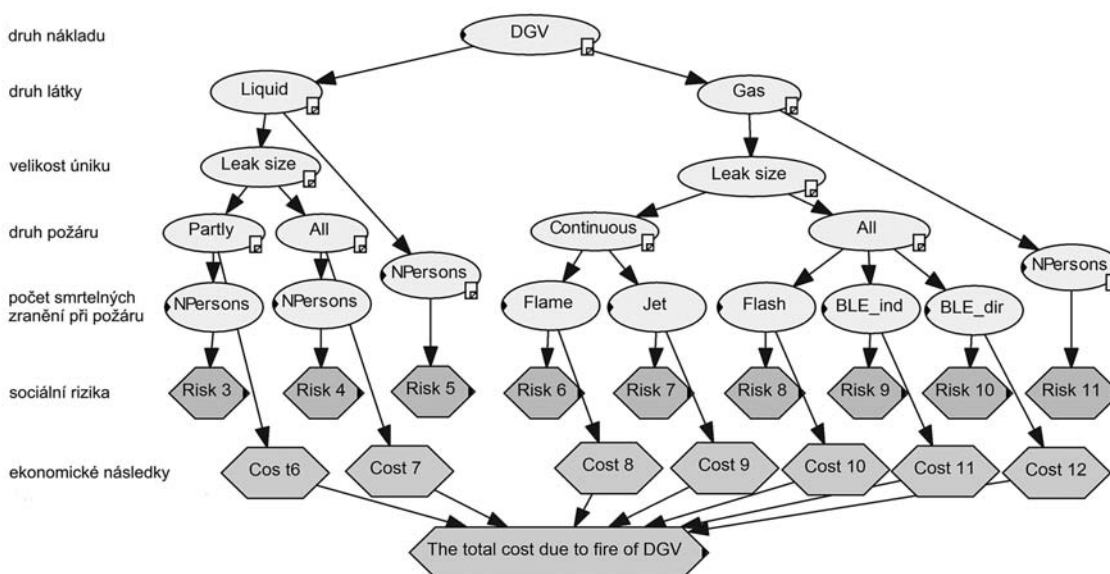 druh nákladu
DGV
druh látky
Liquid
Gas
velikost úniku
Leak size
Leak size
druh požáru
Partly
All
Continuous
All
NPersons
NPersons
počet smrtelných
zranění při požáru
NPersons
NPersons
Flame
Jet
Flash
BLE_ind
BLE_dir
sociální rizika
Risk 3
Risk 4
Risk 5
Risk 6
Risk 7
Risk 8
Risk 9
Risk 10
Risk 11
ekonomické následky
Cos t6
Cost 7
Cost 8
Cost 9
Cost 10
Cost 11
Cost 12
The total cost due to fire of DGV